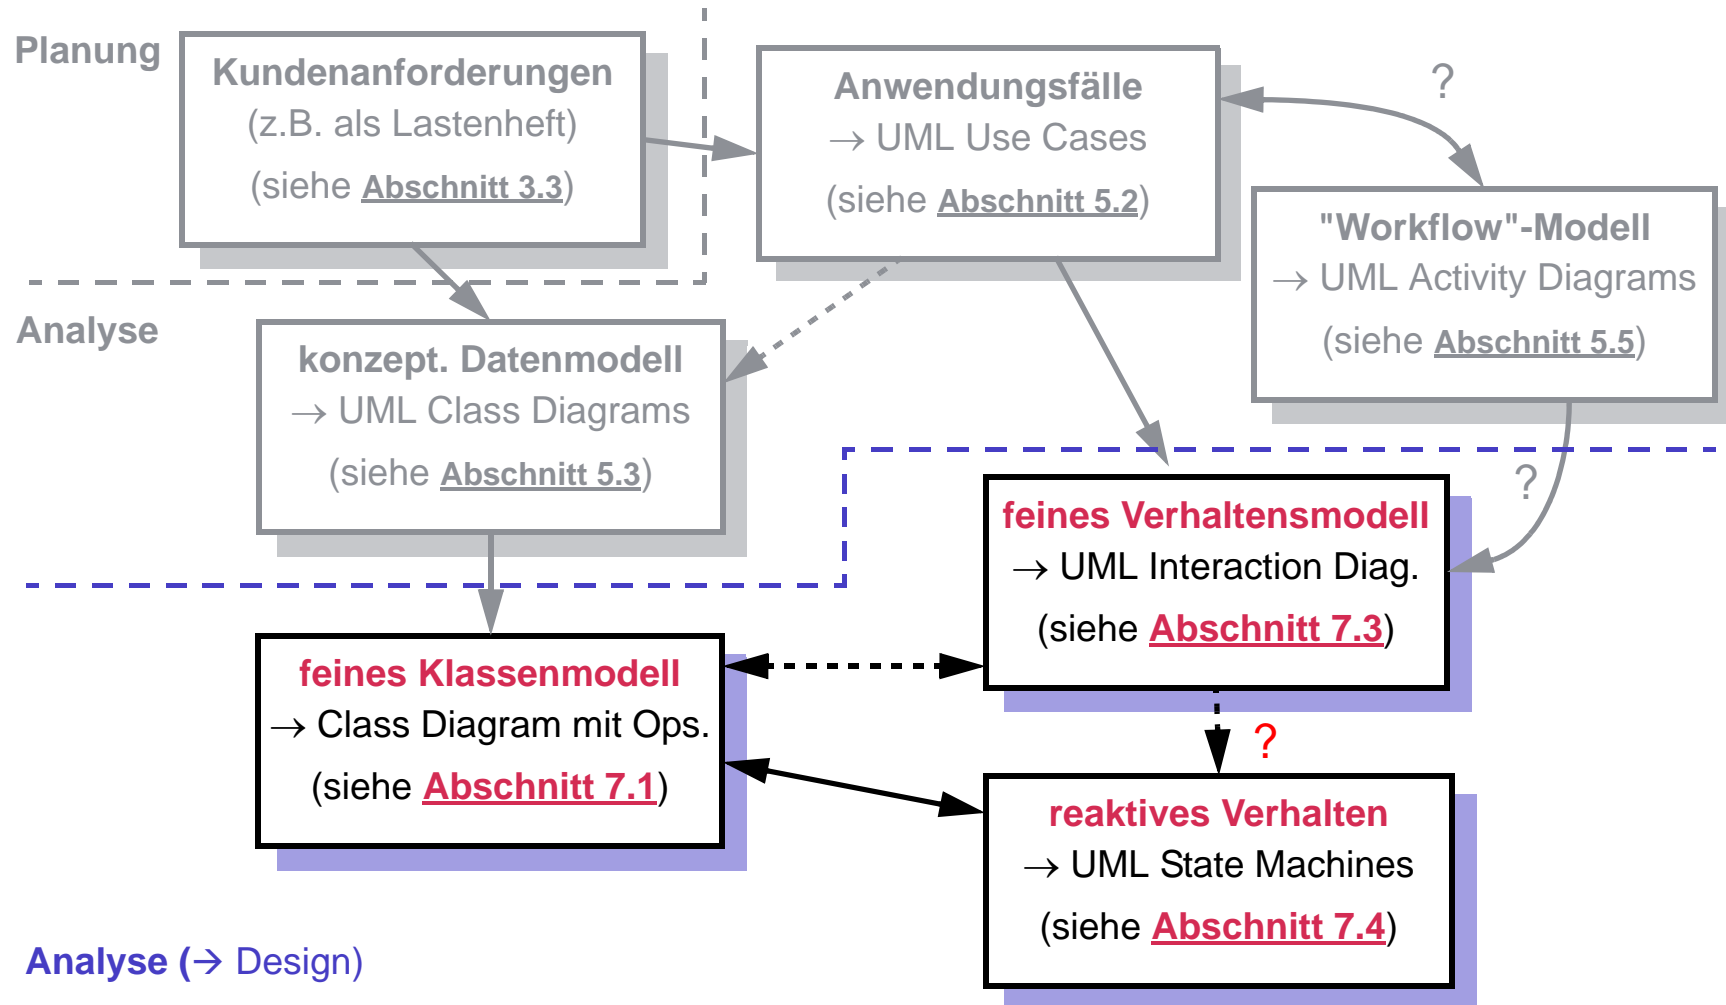 Planung
Kundenanforderungen
(z.B. als Lastenheft)
(siehe Abschnitt 3.3)
Anwendungsfälle
→ UML Use Cases
(siehe Abschnitt 5.2)
?
"Workflow"-Modell
→ UML Activity Diagrams
(siehe Abschnitt 5.5)
Analyse
konzept. Datenmodell
→ UML Class Diagrams
(siehe Abschnitt 5.3)
?
feines Verhaltensmodell
→ UML Interaction Diag.
(siehe Abschnitt 7.3)
feines Klassenmodell
→ Class Diagram mit Ops.
(siehe Abschnitt 7.1)
?
reaktives Verhalten
→ UML State Machines
(siehe Abschnitt 7.4)
Analyse (→ Design)